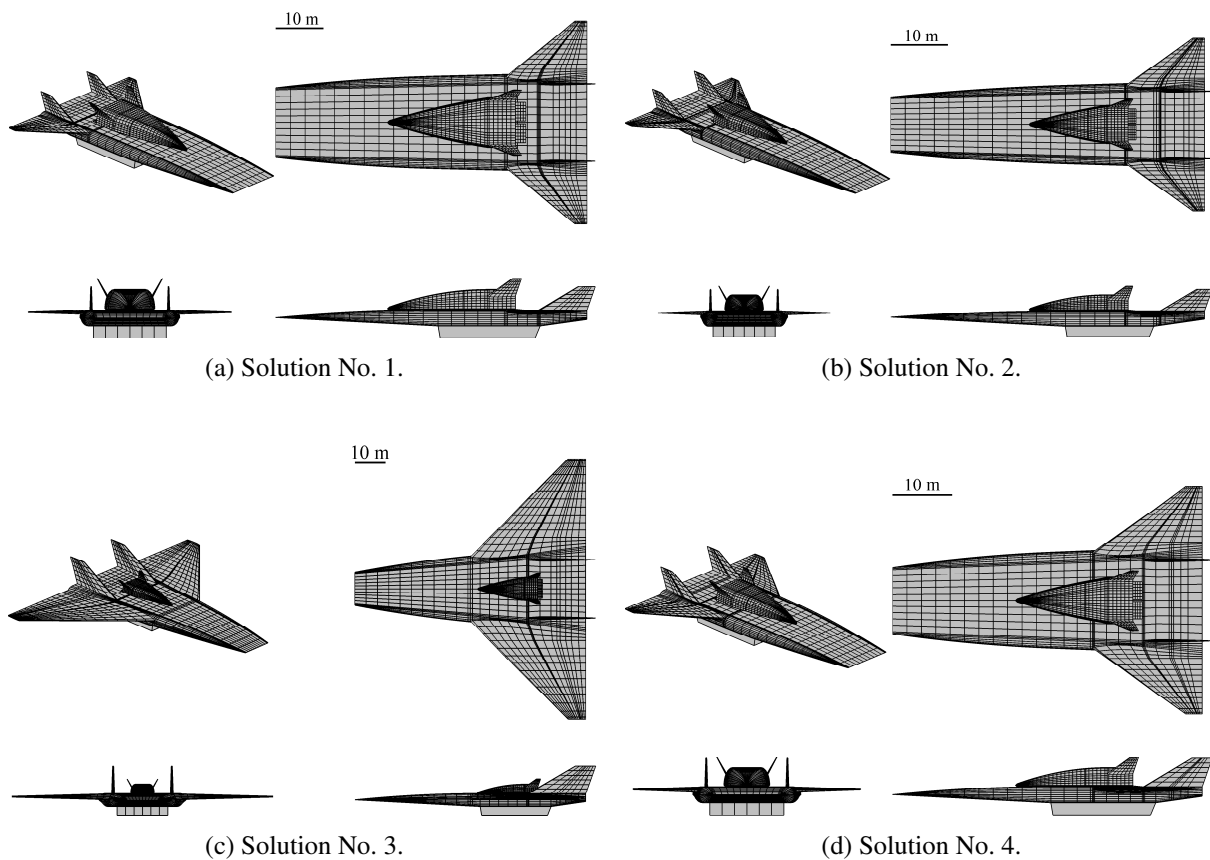 10 m
10 m
(a) Solution No. 1.
(b) Solution No. 2.
10 m
10 m
(c) Solution No. 3.
(d) Solution No. 4.